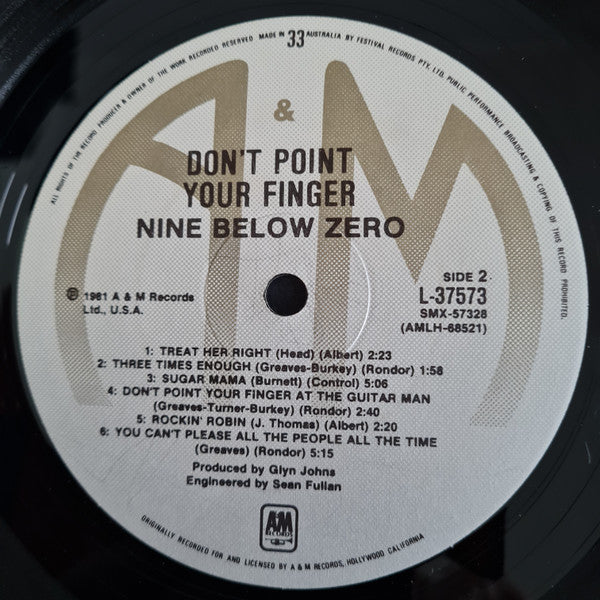 ALL RIGHTS OF THE RECORD PRODUCER & OWNER OF THE WORK RECORDED RESERVED MADE IN 33 AUSTRALIA BY FESTIVAL RECORDS PTY. LTD. PUBLIC PERFORMANCE BROADCASTING & COPYING OF THIS RECORD PROHIBITED.
A & M
DON'T POINT
YOUR FINGER
NINE BELOW ZERO
℗ 1981 A & M Records
Ltd., U.S.A.
SIDE 2
L-37573
SMX-57328
(AMLH-68521)
1: TREAT HER RIGHT (Head) (Albert) 2:23
2: THREE TIMES ENOUGH (Greaves-Burkey) (Rondor) 1:58
3: SUGAR MAMA (Burnett) (Control) 5:06
4: DON'T POINT YOUR FINGER AT THE GUITAR MAN
(Greaves-Turner-Burkey) (Rondor) 2:40
5: ROCKIN' ROBIN (J. Thomas) (Albert) 2:20
6: YOU CAN'T PLEASE ALL THE PEOPLE ALL THE TIME
(Greaves) (Rondor) 5:15
Produced by Glyn Johns
Engineered by Sean Fullan
A&M
RECORDS
ORIGINALLY RECORDED FOR AND LICENSED BY A & M RECORDS, HOLLYWOOD CALIFORNIA